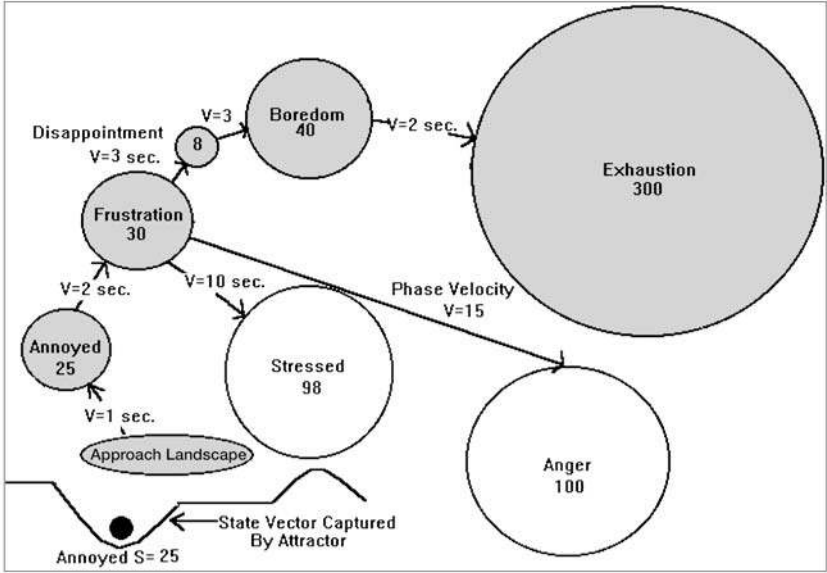 Boredom
40
V=3
Disappointment
8
V=2 sec.
V=3 sec.
Exhaustion
300
Frustration
30
V=10 sec.
Phase Velocity
V=15
V=2 sec.
Annoyed
25
Stressed
98
V=1 sec.
Approach Landscape
Anger
100
State Vector Captured
By Attractor
Annoyed S= 25